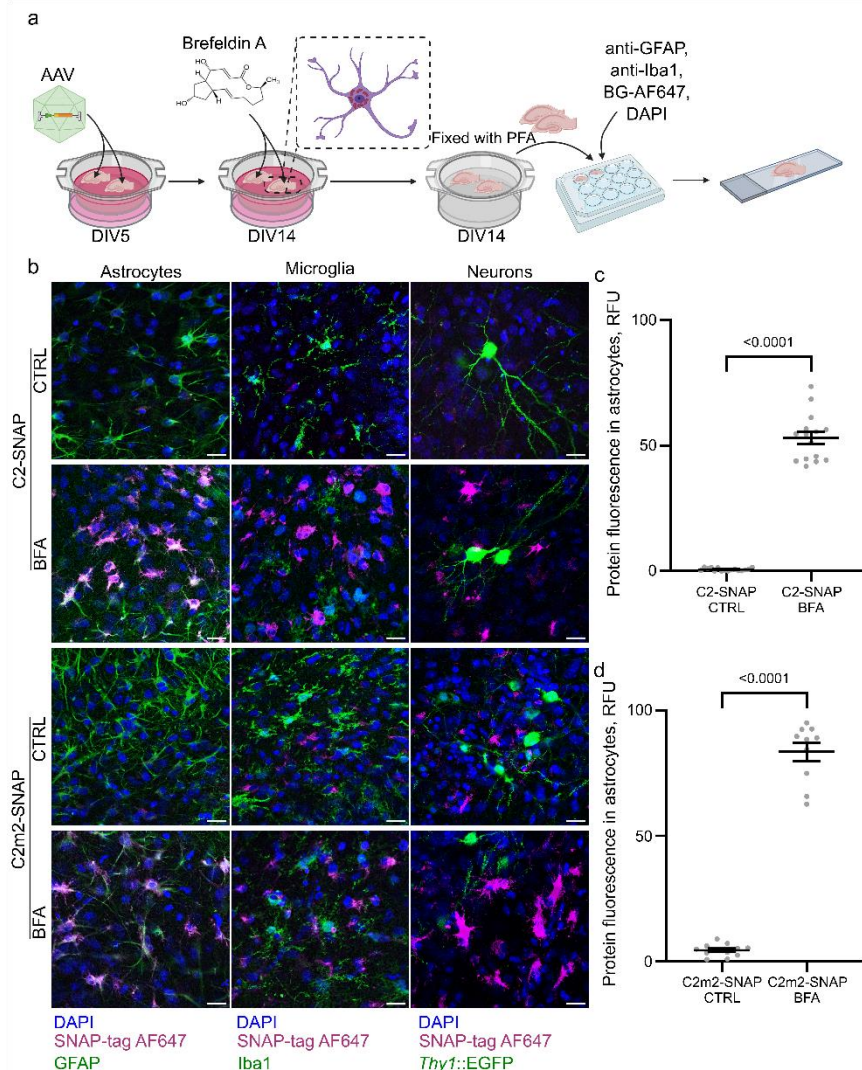 a
AAV
Brefeldin A
HO
O
O
CH₃
HO
anti-GFAP,
anti-Iba1,
BG-AF647,
DAPI
Fixed with PFA
DIV5
DIV14
DIV14
b
Astrocytes
Microglia
Neurons
C2-SNAP
CTRL
BFA
C2m2-SNAP
CTRL
BFA
DAPI
SNAP-tag AF647
GFAP
DAPI
SNAP-tag AF647
Iba1
DAPI
SNAP-tag AF647
Thy1::EGFP
c
Protein fluorescence in astrocytes, RFU
100
50
0
<0.0001
C2-SNAP
CTRL
C2-SNAP
BFA
d
Protein fluorescence in astrocytes, RFU
100
50
0
<0.0001
C2m2-SNAP
CTRL
C2m2-SNAP
BFA